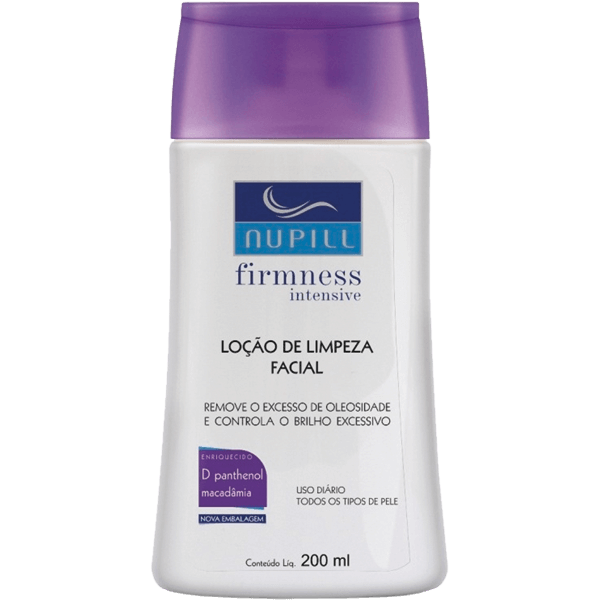 NUPILL
firmness
intensive
LOÇÃO DE LIMPEZA
FACIAL
REMOVE O EXCESSO DE OLEOSIDADE
E CONTROLA O BRILHO EXCESSIVO
ENRIQUECIDO
D panthenol
macadâmia
NOVA EMBALAGEM
USO DIÁRIO
TODOS OS TIPOS DE PELE
Conteúdo Líq. 200 ml